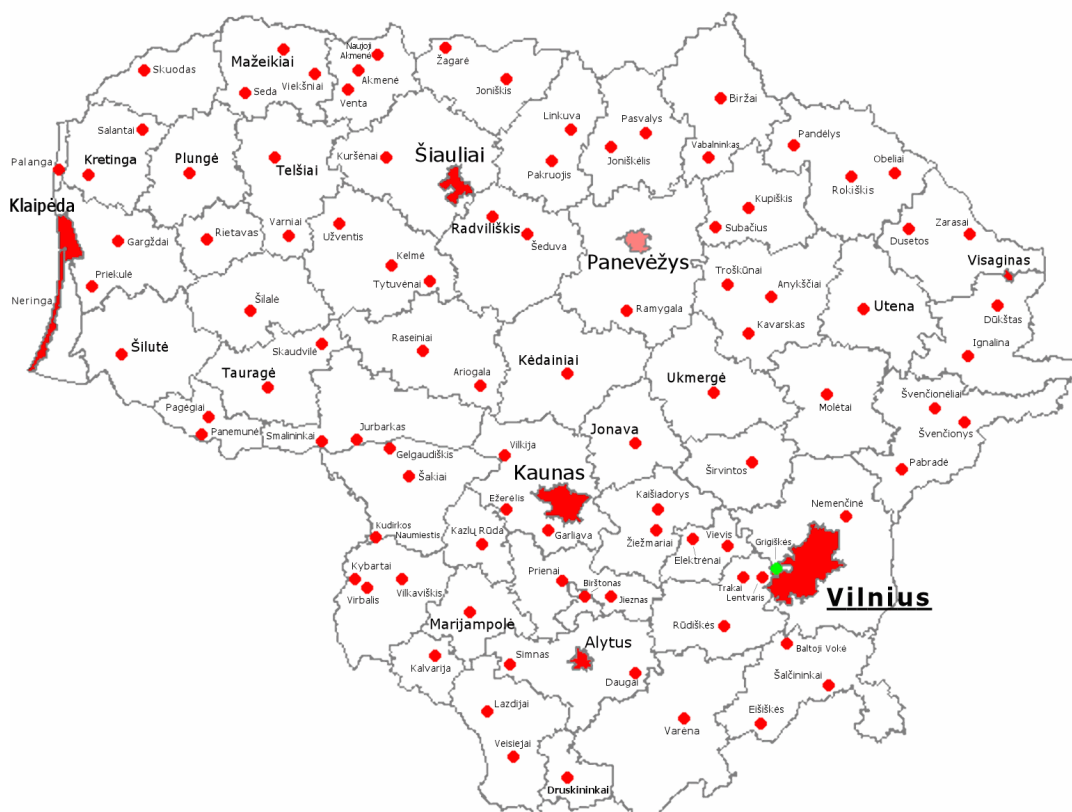 Skuodas
Mažeikiai
Seda
Viekšniai
Naujoji
Akmenė
Akmenė
Venta
Žagarė
Joniškis
Linkuva
Pasvalys
Joniškėlis
Pakruojis
Biržai
Vabalninkas
Pandėlys
Obeliai
Rokiškis
Salantai
Palanga
Kretinga
Plungė
Telšiai
Kuršėnai
Šiauliai
Radviliškis
Šeduva
Kupiškis
Subačius
Dusetos
Zarasai
Visaginas
Klaipėda
Gargždai
Rietavas
Varniai
Užventis
Kelmė
Tytuvėnai
Panevėžys
Ramygala
Troškūnai
Anykščiai
Kavarskas
Utena
Dūkštas
Ignalina
Priekulė
Neringa
Šilalė
Šilutė
Skaudvilė
Tauragė
Raseiniai
Ariogala
Kėdainiai
Ukmergė
Molėtai
Švenčionėliai
Švenčionys
Pabradė
Pagėgiai
Panemunė
Smalininkai
Jurbarkas
Gelgaudiškis
Šakiai
Vilkija
Jonava
Širvintos
Kaunas
Ežerėlis
Garliava
Kaišiadorys
Žiežmariai
Vievis
Elektrėnai
Nemenčinė
Grigiškės
Kudirkos
Naumiestis
Kazlų Rūda
Kybartai
Virbalis
Vilkaviškis
Prienai
Birštonas
Jieznas
Trakai
Lentvaris
Vilnius
Marijampolė
Rūdiškės
Kalvarija
Simnas
Alytus
Daugai
Baltoji Vokė
Šalčininkai
Eišiškės
Lazdijai
Veisiejai
Varėna
Druskininkai